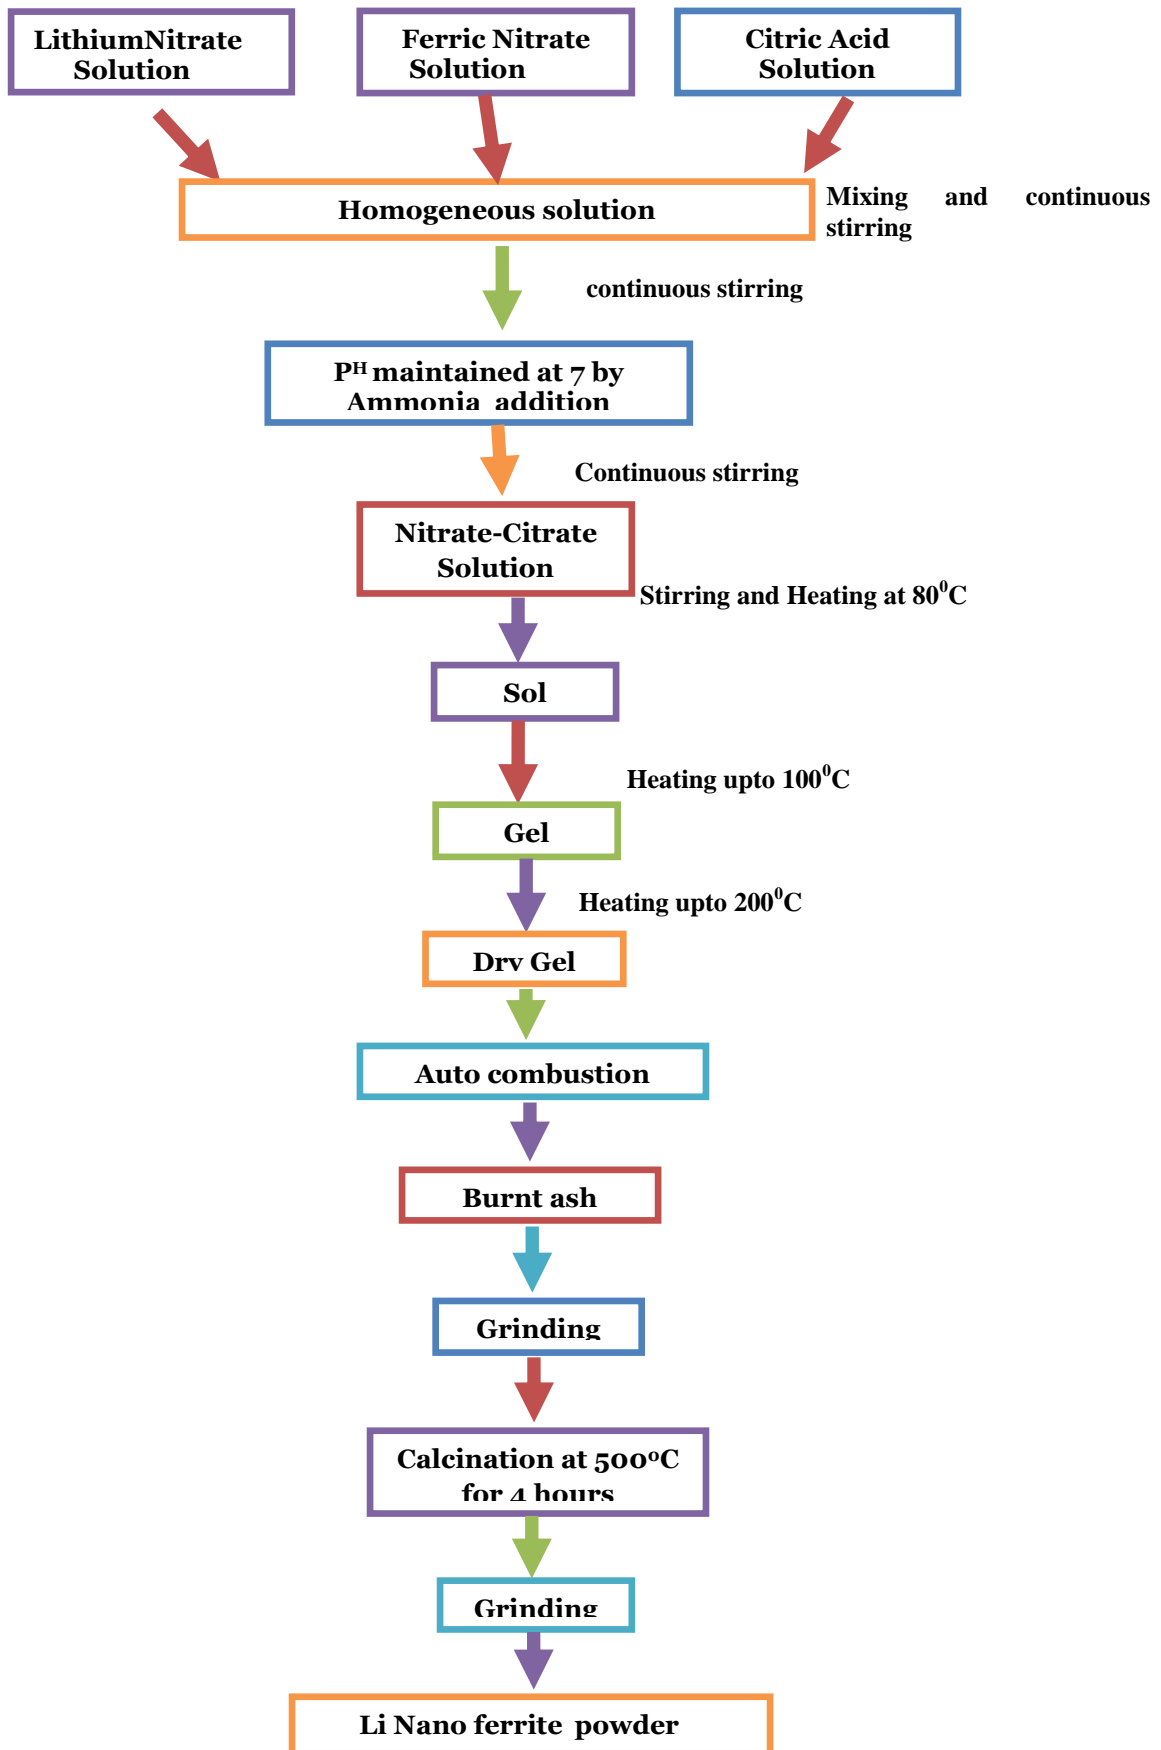 LithiumNitrate
Solution
Ferric Nitrate
Solution
Citric Acid
Solution
Homogeneous solution
Mixing and continuous
stirring
continuous stirring
Pᴴ maintained at 7 by
Ammonia addition
Continuous stirring
Nitrate-Citrate
Solution
Stirring and Heating at 80⁰C
Sol
Heating upto 100⁰C
Gel
Heating upto 200⁰C
Dry Gel
Auto combustion
Burnt ash
Grinding
Calcination at 500ºC
for 4 hours
Grinding
Li Nano ferrite powder